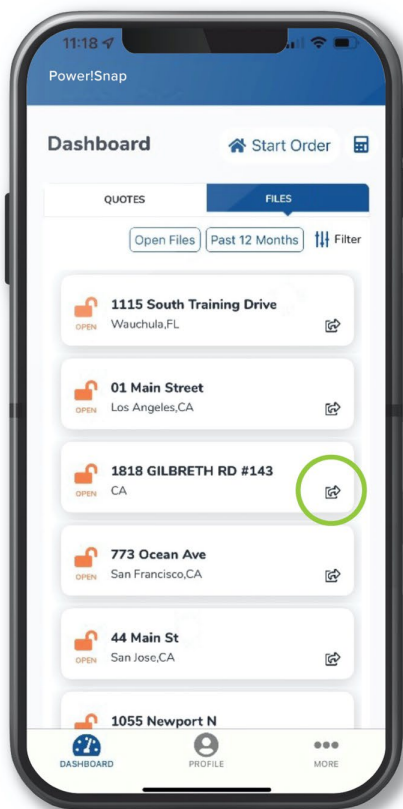 11:18
Power!Snap
Dashboard
Start Order
QUOTES
FILES
Open Files
Past 12 Months
Filter
1115 South Training Drive
OPEN
Wauchula,FL
01 Main Street
OPEN
Los Angeles,CA
1818 GILBRETH RD #143
OPEN
CA
773 Ocean Ave
OPEN
San Francisco,CA
44 Main St
OPEN
San Jose,CA
1055 Newport N
DASHBOARD
PROFILE
MORE